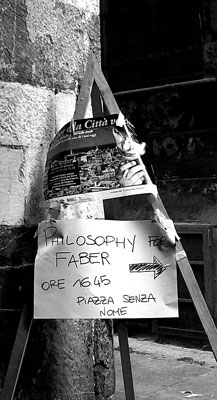 la Città v
PHILOSOPHY FOR
FABER
ORE 16.45
PIAZZA SENZA
NOME